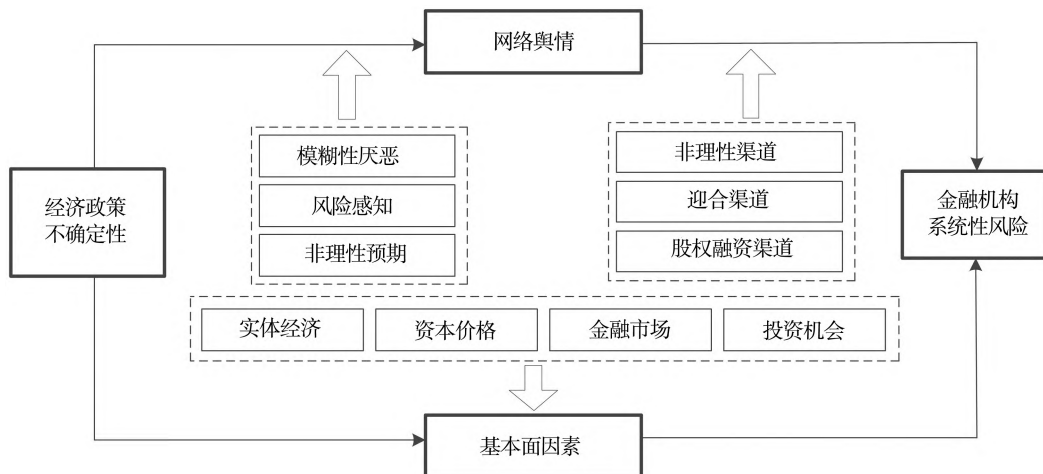 网络舆情
模糊性厌恶
风险感知
非理性预期
非理性渠道
迎合渠道
股权融资渠道
经济政策
不确定性
金融机构
系统性风险
实体经济
资本价格
金融市场
投资机会
基本面因素